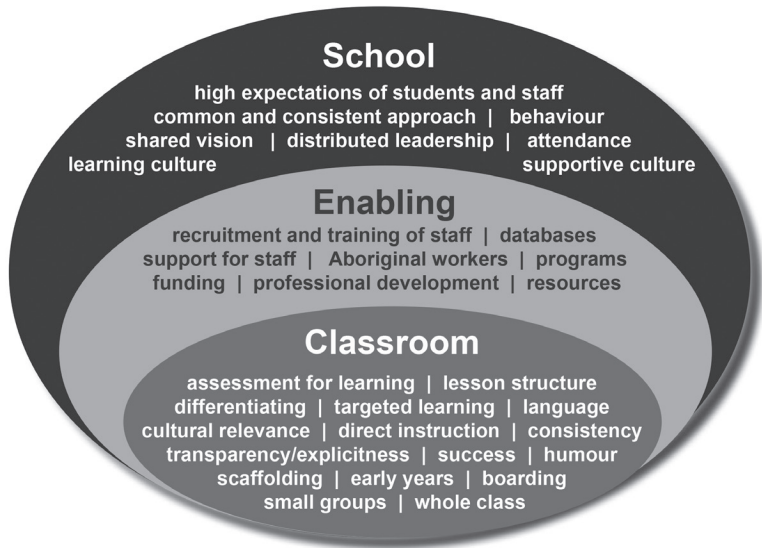 School
high expectations of students and staff
common and consistent approach | behaviour
shared vision | distributed leadership | attendance
learning culture supportive culture
Enabling
recruitment and training of staff | databases
support for staff | Aboriginal workers | programs
funding | professional development | resources
Classroom
assessment for learning | lesson structure
differentiating | targeted learning | language
cultural relevance | direct instruction | consistency
transparency/explicitness | success | humour
scaffolding | early years | boarding
small groups | whole class